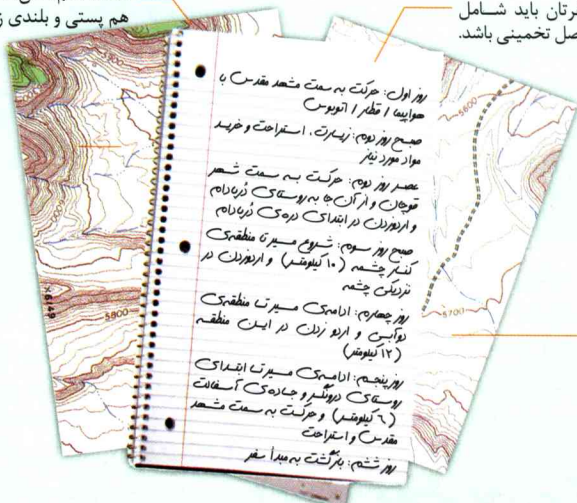 رتان باید شامل
صل تخمینی باشد.
هم پستی و بلندی ز
روز اول: حرکت به سمت مشهد مقدس با
هواپیما / قطار / اتوبوس
صبح روز دوم: زیارت، استراحت و خرید
مواد مورد نیاز
عصر روز دوم: حرکت به سمت شهر
قوچان و از آن جا به روستای دُربادام
و اردوزدن در ابتدای دره‌ی دُربادام
صبح روز سوم: شروع مسیر تا منطقه‌ی
کنار چشمه (۱۰ کیلومتر) و اردوزدن در
نزدیکی چشمه
روز چهارم: ادامه‌ی مسیر تا منطقه‌ی
دوآبی و اردو زدن در این منطقه
(۱۲ کیلومتر)
روز پنجم: ادامه‌ی مسیر تا ابتدای
روستای درونگر و جاده‌ی آسفالت
(۶ کیلومتر) و حرکت به سمت مشهد
مقدس و استراحت
روز ششم: بازگشت به مبدأ سفر
5600
5700
5800